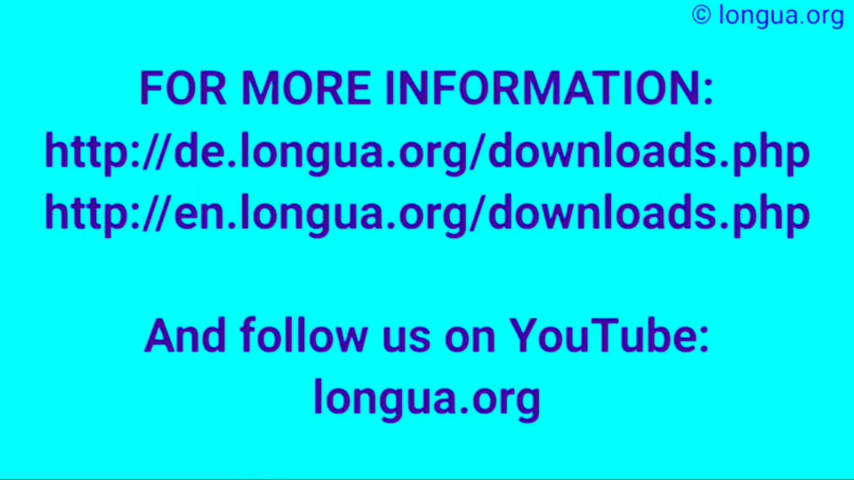 © longua.org
FOR MORE INFORMATION:
http://de.longua.org/downloads.php
http://en.longua.org/downloads.php
And follow us on YouTube:
longua.org